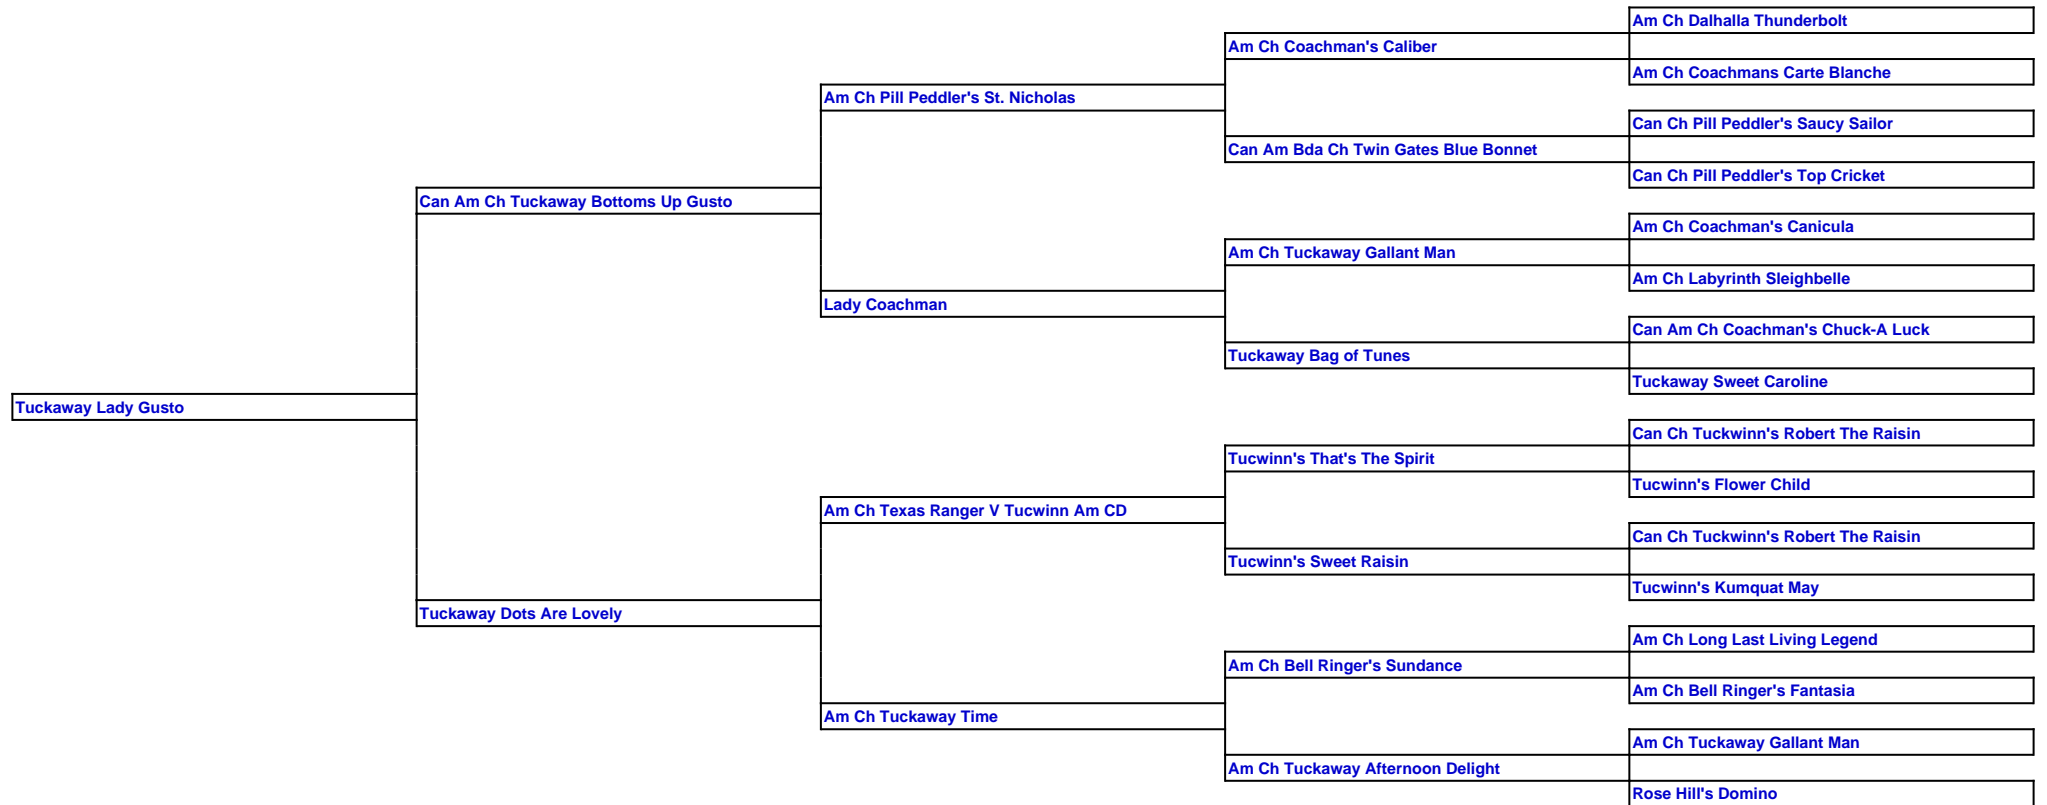 Am Ch Dalhalla Thunderbolt
Am Ch Coachman's Caliber
Am Ch Coachmans Carte Blanche
Am Ch Pill Peddler's St. Nicholas
Can Ch Pill Peddler's Saucy Sailor
Can Am Bda Ch Twin Gates Blue Bonnet
Can Ch Pill Peddler's Top Cricket
Can Am Ch Tuckaway Bottoms Up Gusto
Am Ch Coachman's Canicula
Am Ch Tuckaway Gallant Man
Am Ch Labyrinth Sleighbelle
Lady Coachman
Can Am Ch Coachman's Chuck-A Luck
Tuckaway Bag of Tunes
Tuckaway Sweet Caroline
Tuckaway Lady Gusto
Can Ch Tuckwinn's Robert The Raisin
Tucwinn's That's The Spirit
Tucwinn's Flower Child
Am Ch Texas Ranger V Tucwinn Am CD
Can Ch Tuckwinn's Robert The Raisin
Tucwinn's Sweet Raisin
Tucwinn's Kumquat May
Tuckaway Dots Are Lovely
Am Ch Long Last Living Legend
Am Ch Bell Ringer's Sundance
Am Ch Bell Ringer's Fantasia
Am Ch Tuckaway Time
Am Ch Tuckaway Gallant Man
Am Ch Tuckaway Afternoon Delight
Rose Hill's Domino